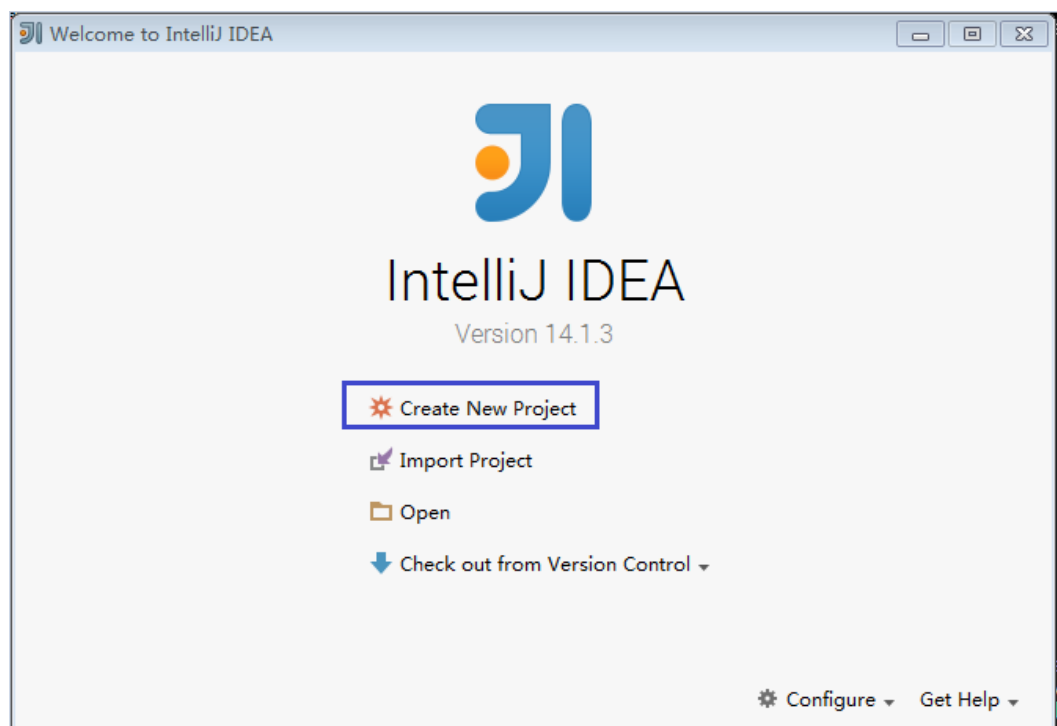 Welcome to IntelliJ IDEA
IntelliJ IDEA
Version 14.1.3
Create New Project
Import Project
Open
Check out from Version Control
Configure Get Help